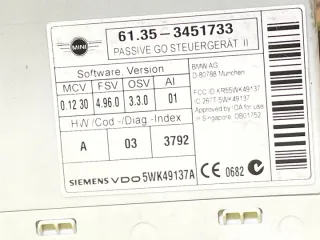 MINI
61.35 - 3451733
PASSIVE GO STEUERGERÄT II
Software, Version
MCV FSV OSV AI
0 12 30 4.96.0 3.3.0 01
HW/Cod-/Diag-Index
A 03 3792
BMW AG
D-80788 München
FCC ID: KR55WK49137
IC 267T-5WK49137
Approved by IDA for use
in Singapore: DBC1752
SIEMENS VDO 5WK49137A
CE 0682